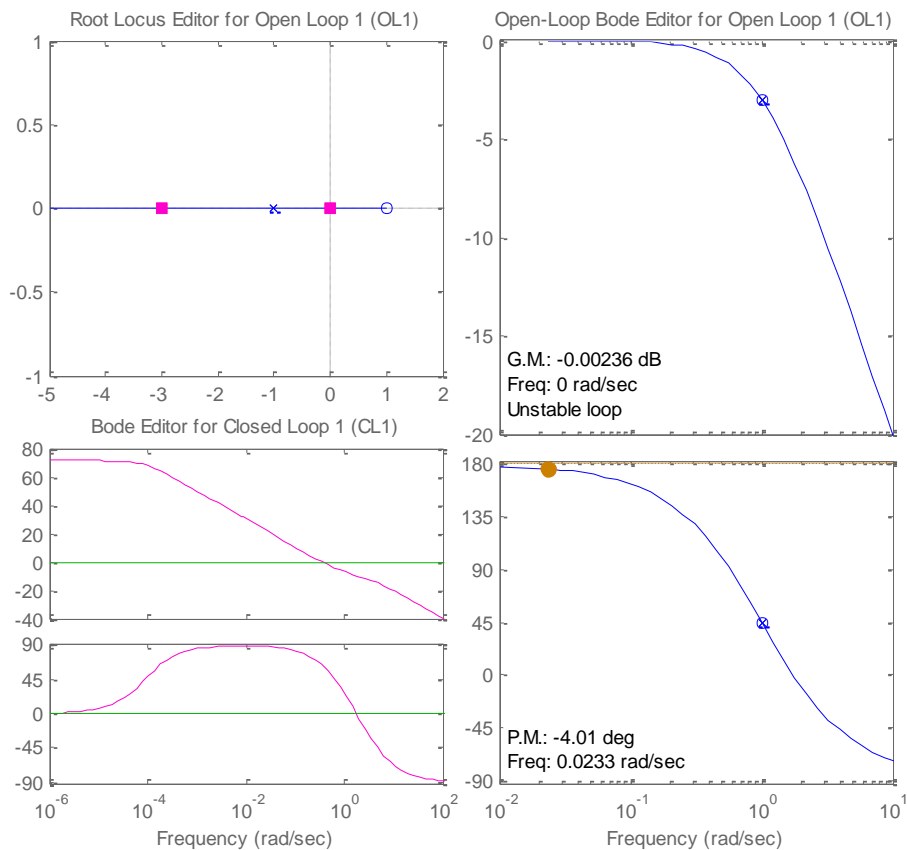 Root Locus Editor for Open Loop 1 (OL1)
1
0.5
0
-0.5
-1
-5 -4 -3 -2 -1 0 1 2
Bode Editor for Closed Loop 1 (CL1)
80
60
40
20
0
-20
-40
90
45
0
-45
-90
10^-6 10^-4 10^-2 10^0 10^2
Frequency (rad/sec)
Open-Loop Bode Editor for Open Loop 1 (OL1)
0
-5
-10
-15
-20
G.M.: -0.00236 dB
Freq: 0 rad/sec
Unstable loop
180
135
90
45
0
-45
-90
P.M.: -4.01 deg
Freq: 0.0233 rad/sec
10^-2 10^-1 10^0 10^1
Frequency (rad/sec)